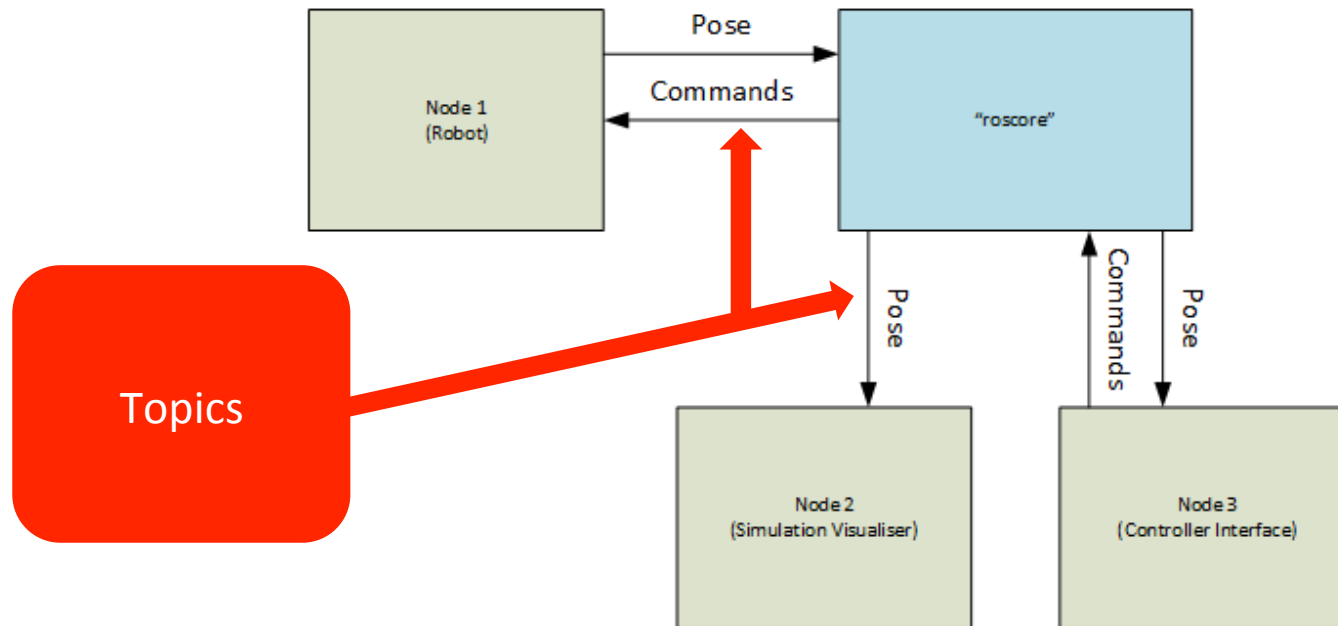 Pose
Commands
Node 1
(Robot)
“roscore”
Topics
Pose
Commands
Pose
Node 2
(Simulation Visualiser)
Node 3
(Controller Interface)